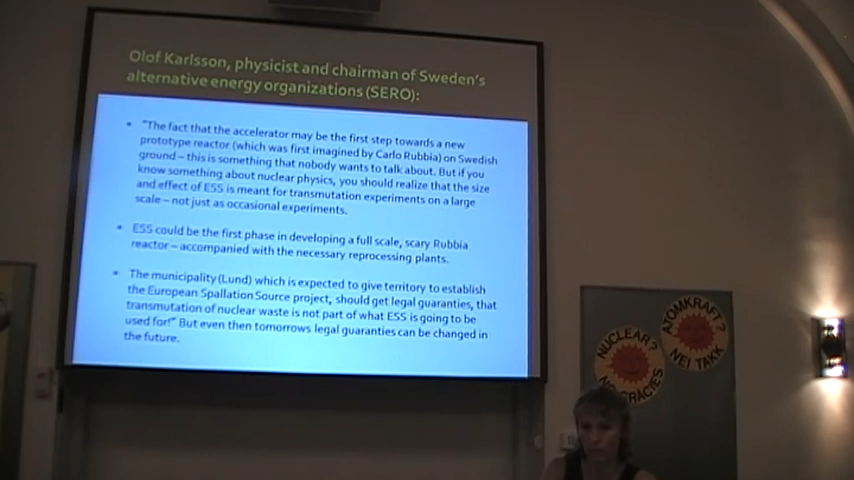 Olof Karlsson, physicist and chairman of Sweden's
alternative energy organizations (SERO):
• "The fact that the accelerator may be the first step towards a new
prototype reactor (which was first imagined by Carlo Rubbia) on Swedish
ground – this is something that nobody wants to talk about. But if you
know something about nuclear physics, you should realize that the size
and effect of ESS is meant for transmutation experiments on a large
scale – not just as occasional experiments.
• ESS could be the first phase in developing a full scale, scary Rubbia
reactor – accompanied with the necessary reprocessing plants.
• The municipality (Lund) which is expected to give territory to establish
the European Spallation Source project, should get legal guaranties, that
transmutation of nuclear waste is not part of what ESS is going to be
used for!" But even then tomorrows legal guaranties can be changed in
the future.
ATOMKRAFT?
NEI TAKK
NUCLEAR?
GRÀCIES